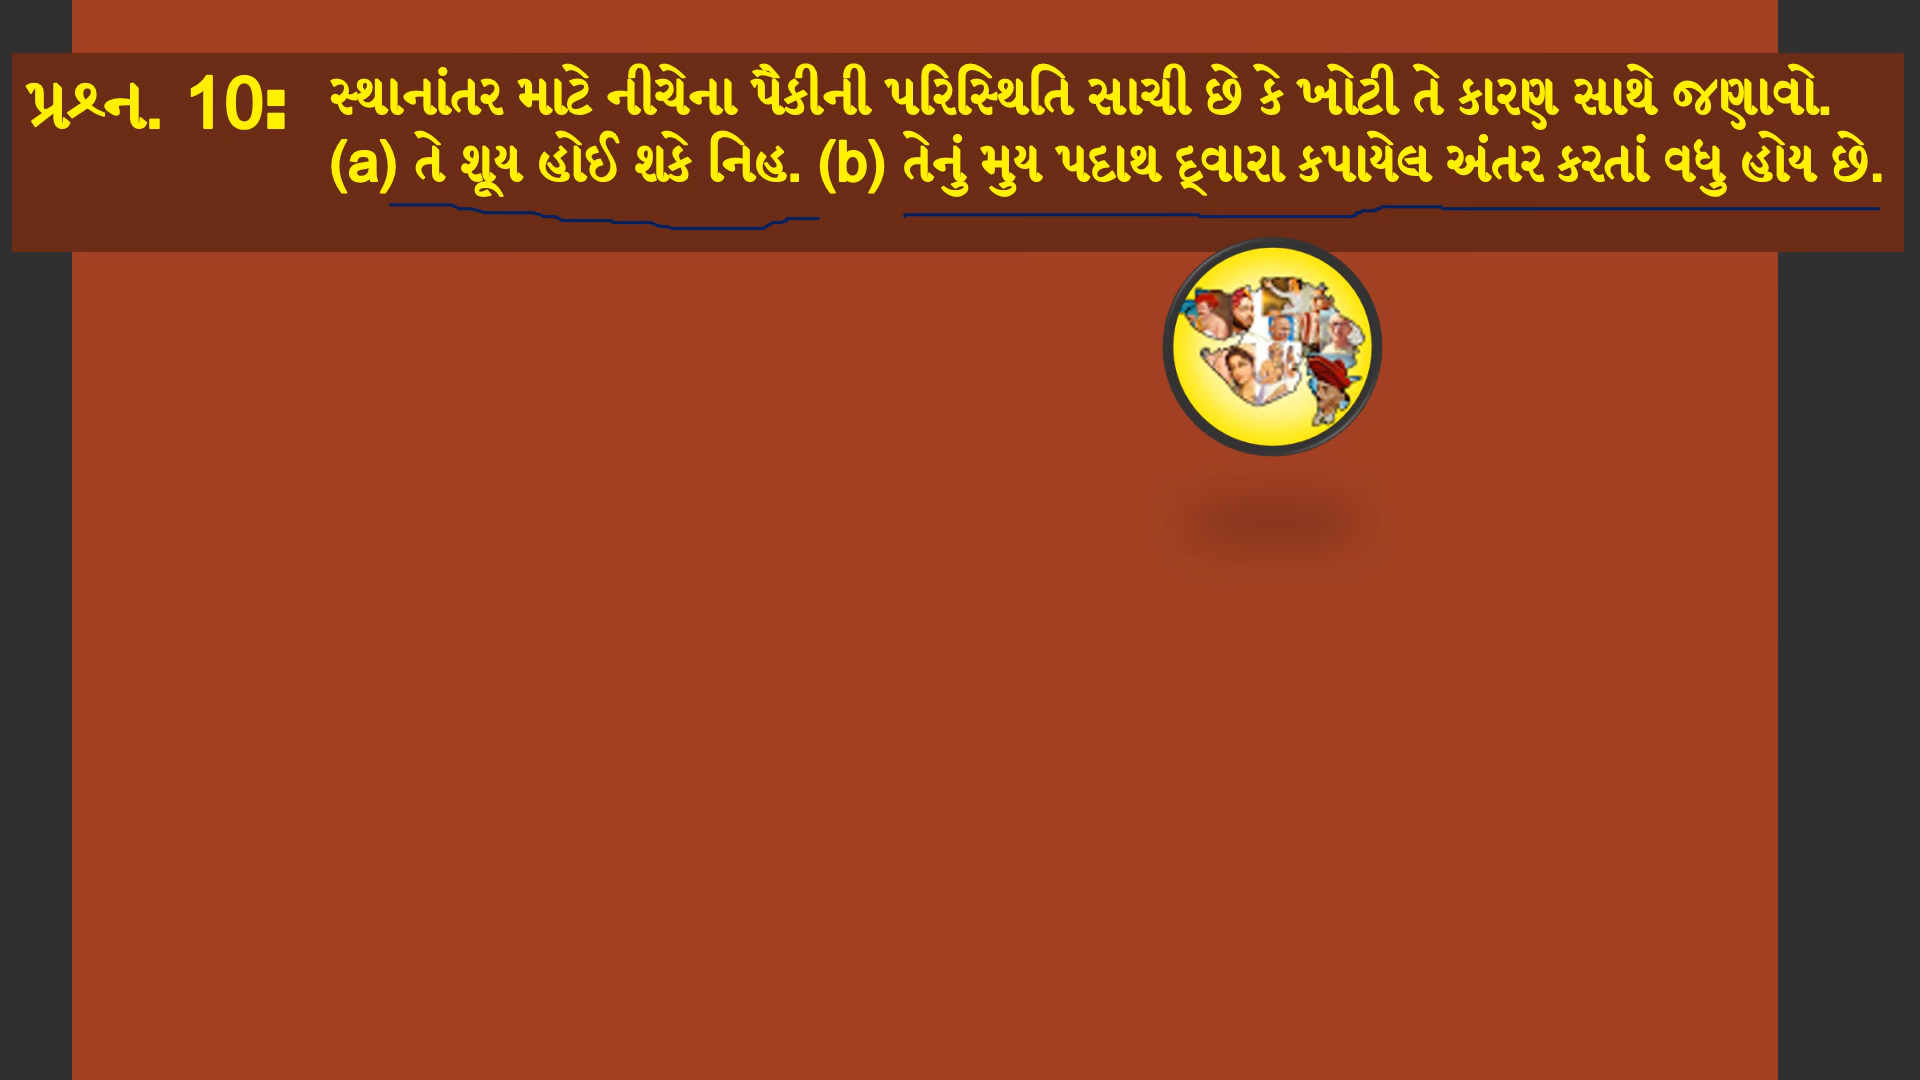 પ્રશ્ન. 10: સ્થાનાંતર માટે નીચેના પૈકીની પરિસ્થિતિ સાચી છે કે ખોટી તે કારણ સાથે જણાવો.
(a) તે શૂય હોઈ શકે નિહ. (b) તેનું મુય પદાથ દ્વારા કપાયેલ અંતર કરતાં વધુ હોય છે.